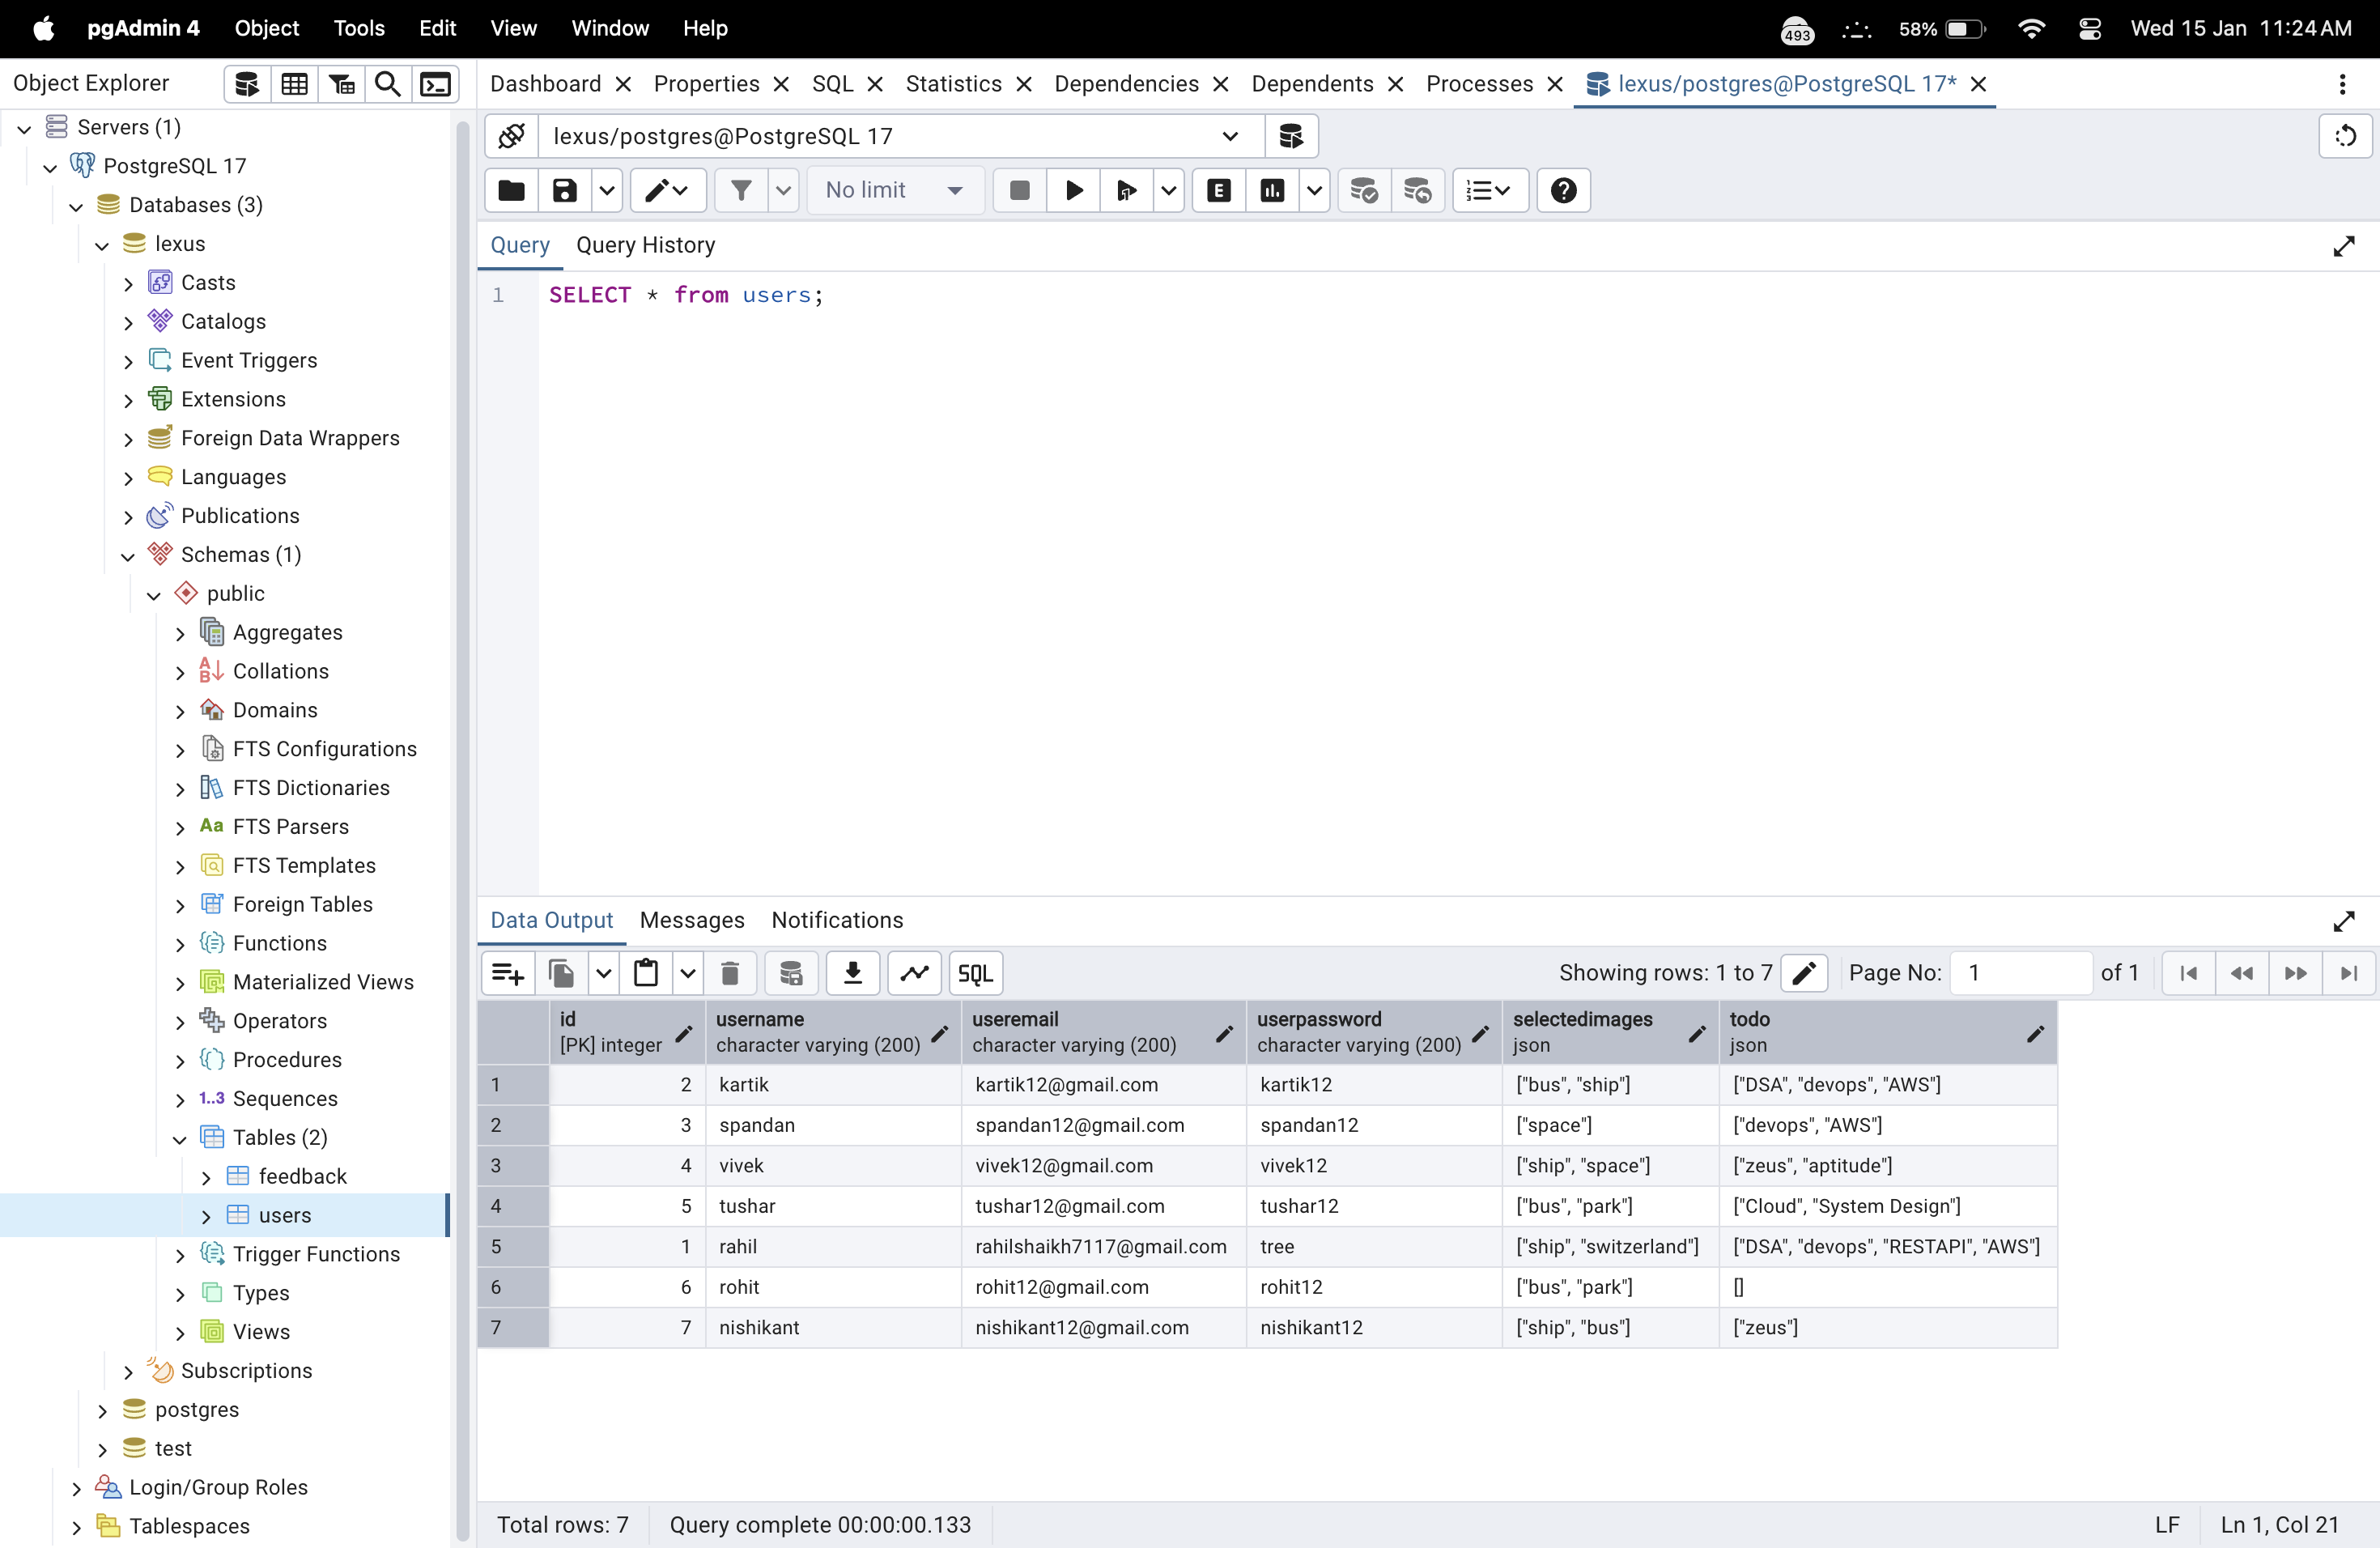 pgAdmin 4 Object Tools Edit View Window Help 493 58% Wed 15 Jan 11:24 AM
Object Explorer
Dashboard Properties SQL Statistics Dependencies Dependents Processes lexus/postgres@PostgreSQL 17*
Servers (1)
PostgreSQL 17
Databases (3)
lexus
Casts
Catalogs
Event Triggers
Extensions
Foreign Data Wrappers
Languages
Publications
Schemas (1)
public
Aggregates
Collations
Domains
FTS Configurations
FTS Dictionaries
Aa FTS Parsers
FTS Templates
Foreign Tables
Functions
Materialized Views
Operators
Procedures
1..3 Sequences
Tables (2)
feedback
users
Trigger Functions
Types
Views
Subscriptions
postgres
test
Login/Group Roles
Tablespaces
lexus/postgres@PostgreSQL 17
No limit E
Query Query History
1 SELECT * from users;
Data Output Messages Notifications
SQL Showing rows: 1 to 7 Page No: 1 of 1
id username useremail userpassword selectedimages todo
[PK] integer character varying (200) character varying (200) character varying (200) json json
1 2 kartik kartik12@gmail.com kartik12 ["bus", "ship"] ["DSA", "devops", "AWS"]
2 3 spandan spandan12@gmail.com spandan12 ["space"] ["devops", "AWS"]
3 4 vivek vivek12@gmail.com vivek12 ["ship", "space"] ["zeus", "aptitude"]
4 5 tushar tushar12@gmail.com tushar12 ["bus", "park"] ["Cloud", "System Design"]
5 1 rahil rahilshaikh7117@gmail.com tree ["ship", "switzerland"] ["DSA", "devops", "RESTAPI", "AWS"]
6 6 rohit rohit12@gmail.com rohit12 ["bus", "park"] []
7 7 nishikant nishikant12@gmail.com nishikant12 ["ship", "bus"] ["zeus"]
Total rows: 7 Query complete 00:00:00.133 LF Ln 1, Col 21